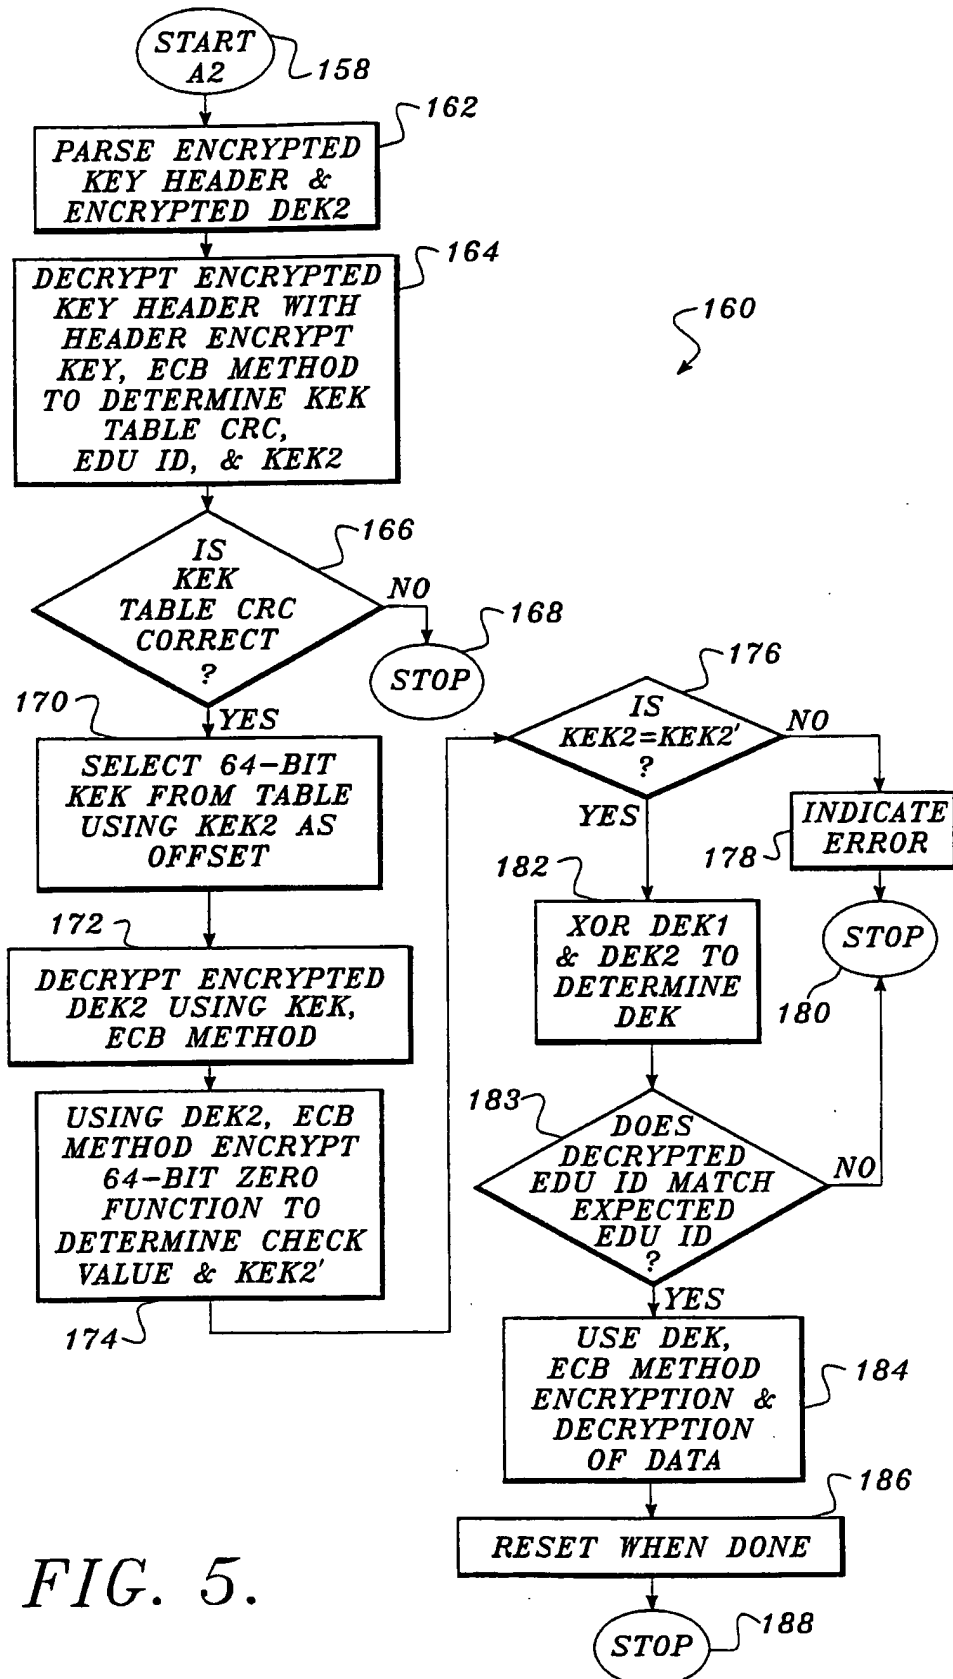 START
A2
158
162
PARSE ENCRYPTED
KEY HEADER &
ENCRYPTED DEK2
164
DECRYPT ENCRYPTED
KEY HEADER WITH
HEADER ENCRYPT
KEY, ECB METHOD
TO DETERMINE KEK
TABLE CRC,
EDU ID, & KEK2
160
166
IS
KEK
TABLE CRC
CORRECT
?
NO
168
STOP
YES
170
SELECT 64-BIT
KEK FROM TABLE
USING KEK2 AS
OFFSET
172
DECRYPT ENCRYPTED
DEK2 USING KEK,
ECB METHOD
USING DEK2, ECB
METHOD ENCRYPT
64-BIT ZERO
FUNCTION TO
DETERMINE CHECK
VALUE & KEK2'
174
176
IS
KEK2=KEK2'
?
NO
YES
INDICATE
ERROR
178
STOP
180
182
XOR DEK1
& DEK2 TO
DETERMINE
DEK
183
DOES
DECRYPTED
EDU ID MATCH
EXPECTED
EDU ID
?
NO
YES
USE DEK,
ECB METHOD
ENCRYPTION &
DECRYPTION
OF DATA
184
186
RESET WHEN DONE
STOP
188
FIG. 5.